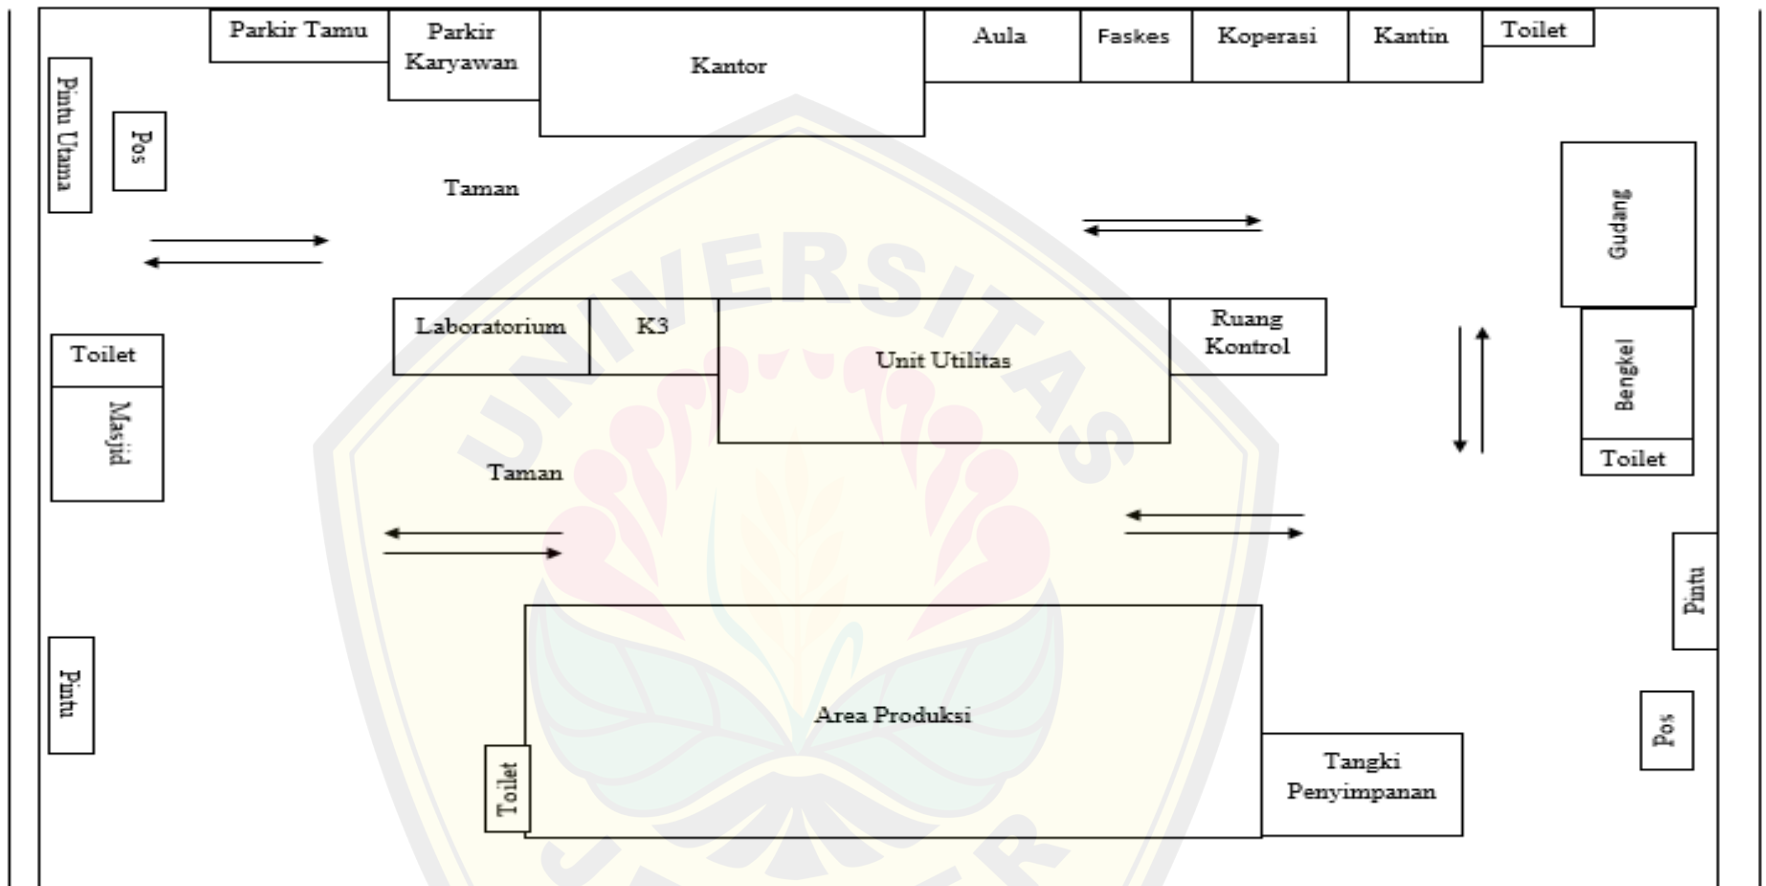 Parkir Tamu
Parkir
Karyawan
Kantor
Aula
Faskes
Koperasi
Kantin
Toilet
Pintu Utama
Pos
Taman
Gudang
Laboratorium
K3
Unit Utilitas
Ruang
Kontrol
Toilet
Masjid
Bengkel
Toilet
Taman
Pintu
Pintu
Area Produksi
Toilet
Tangki
Penyimpanan
Pos
UNIVERSITAS